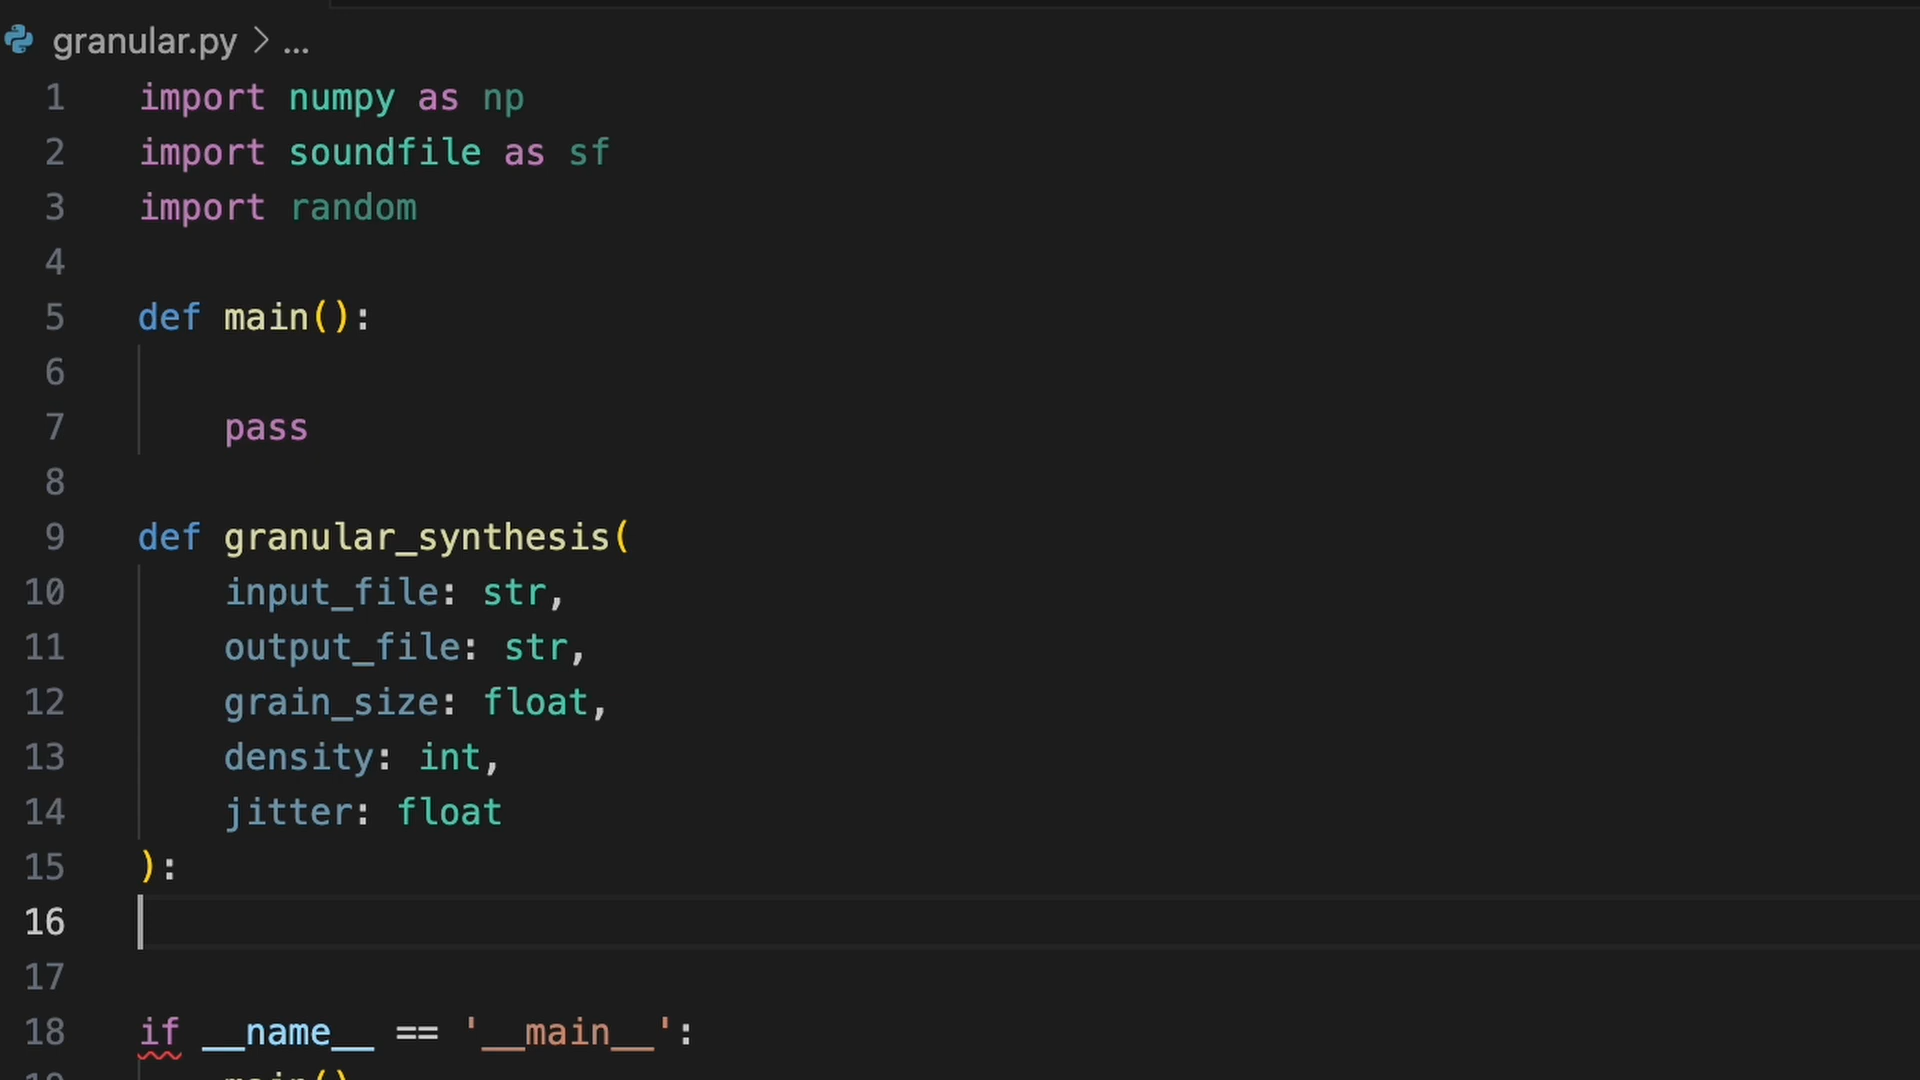 granular.py > ...
1 import numpy as np
2 import soundfile as sf
3 import random
4
5 def main():
6
7     pass
8
9 def granular_synthesis(
10     input_file: str,
11     output_file: str,
12     grain_size: float,
13     density: int,
14     jitter: float
15 ):
16
17
18 if __name__ == '__main__':
19     main()